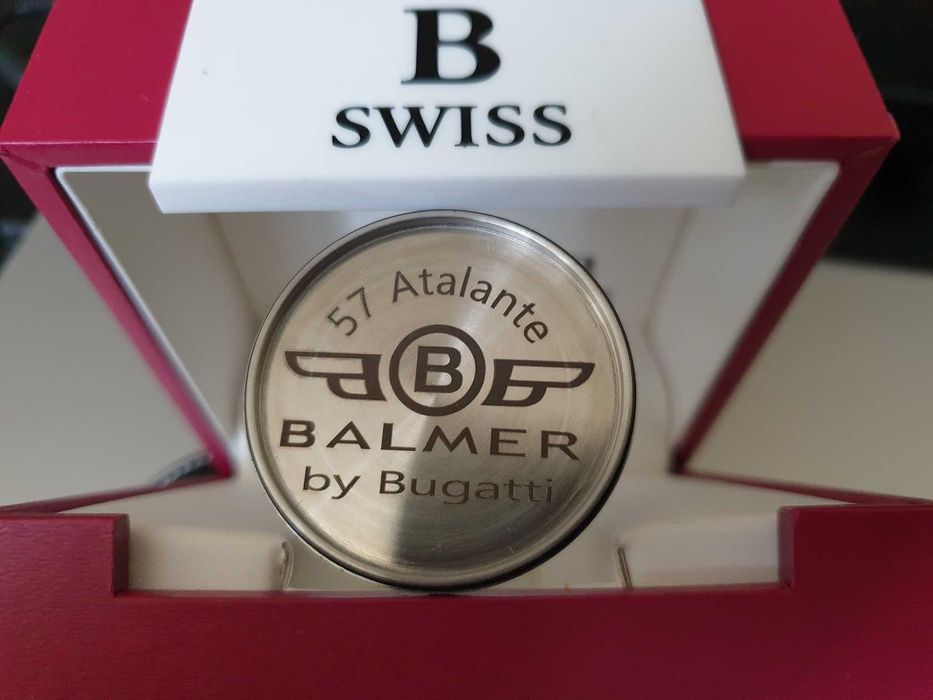 B
SWISS
57 Atalante
B
BALMER
by Bugatti